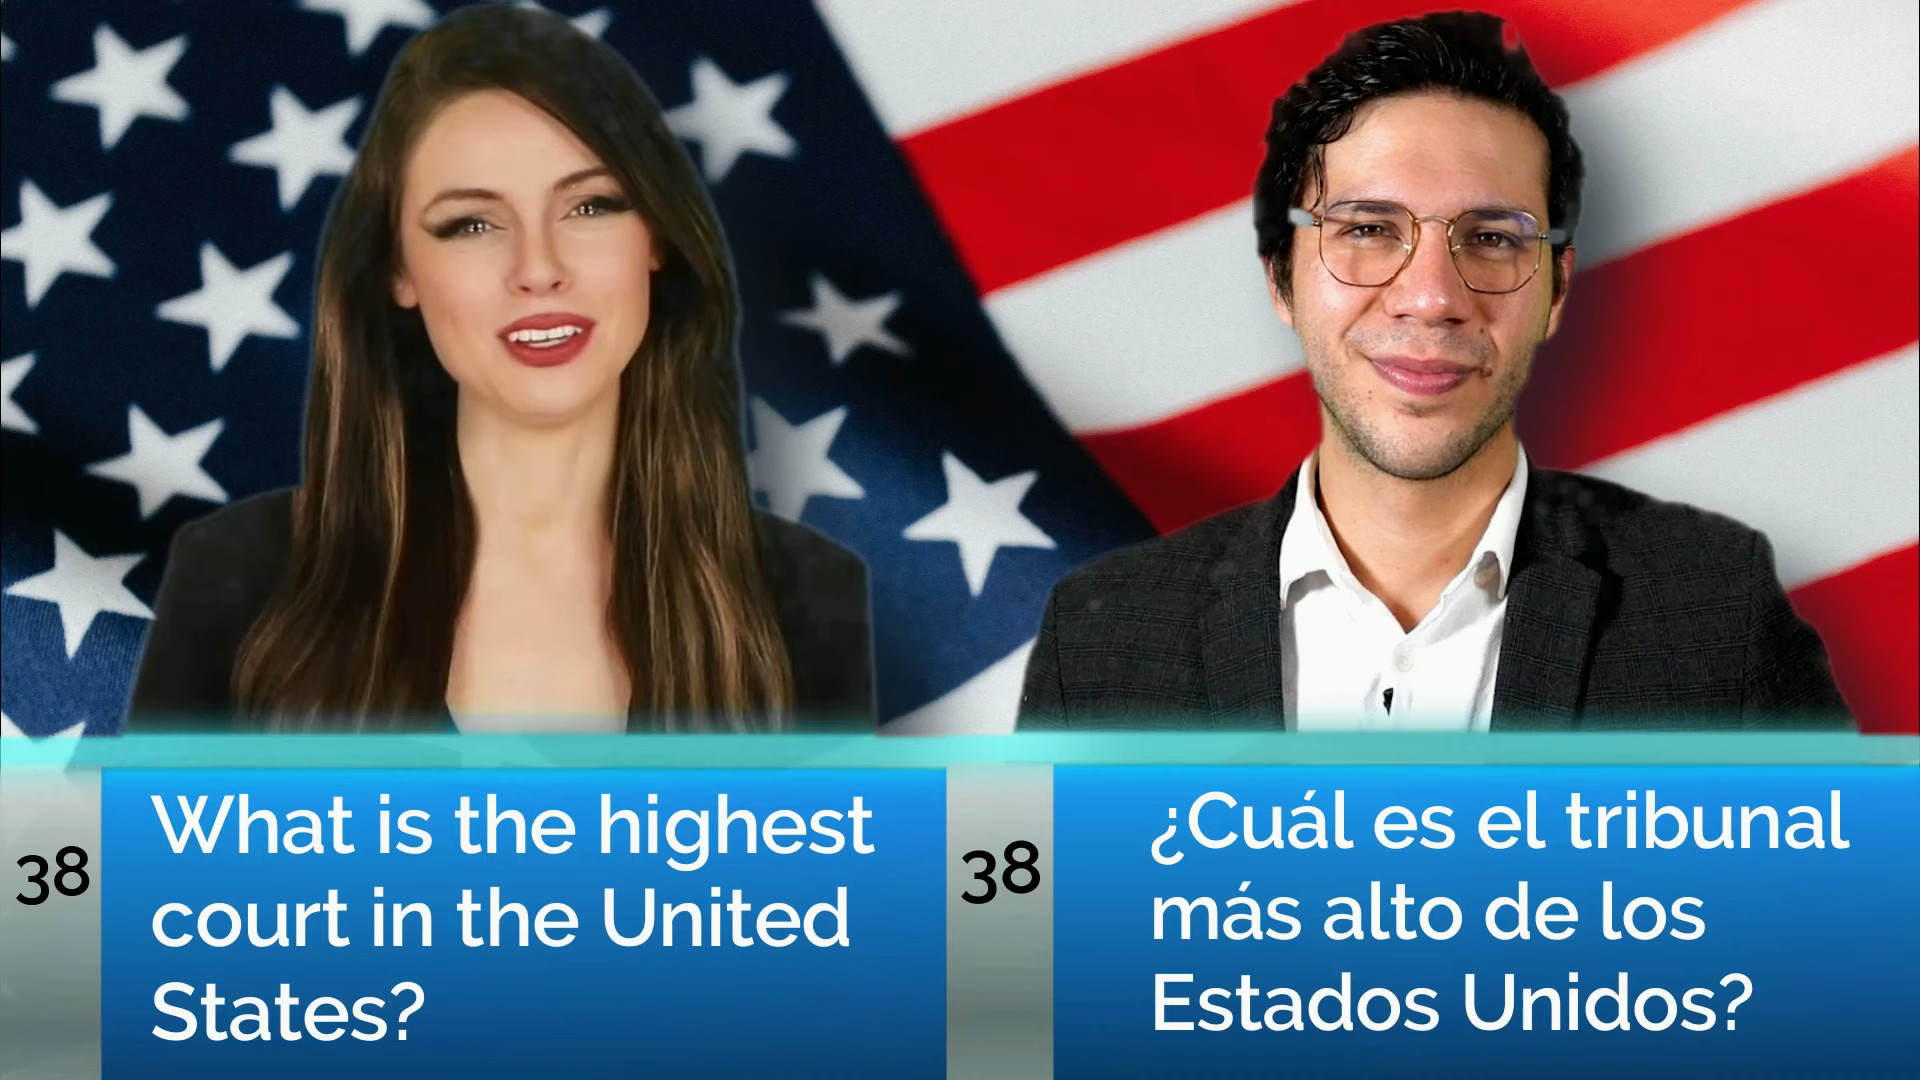 38
What is the highest
court in the United
States?
38
¿Cuál es el tribunal
más alto de los
Estados Unidos?